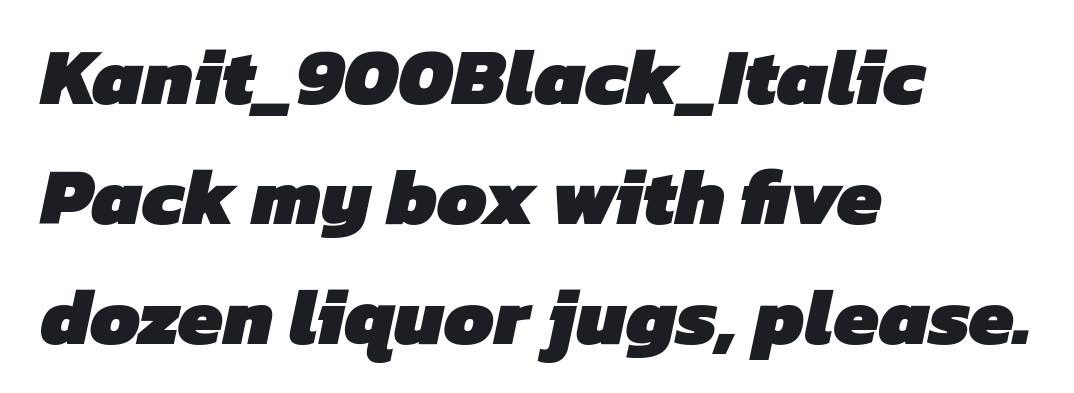 Kanit_900Black_Italic
Pack my box with five
dozen liquor jugs, please.